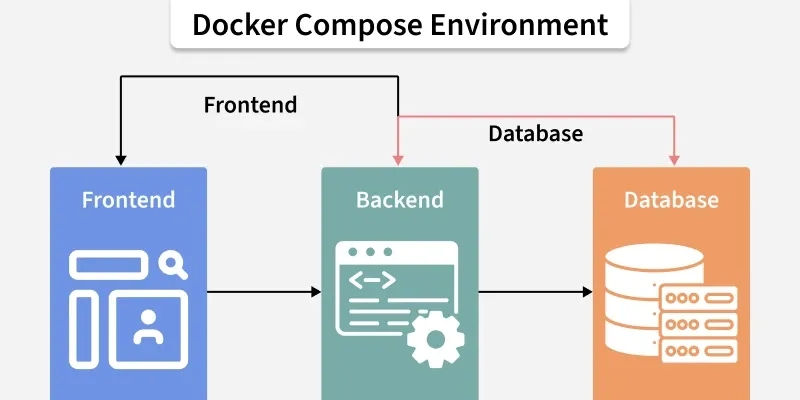 Docker Compose Environment
Frontend
Database
Frontend
Backend
Database